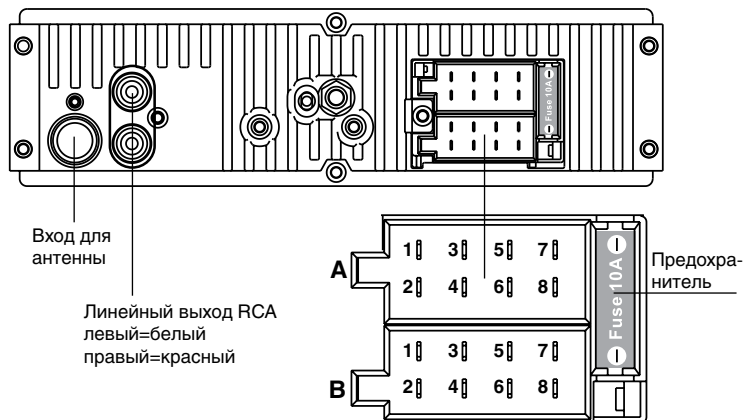 Fuse 10A
Вход для
антенны
Линейный выход RCA
левый=белый
правый=красный
A
1 3 5 7
2 4 6 8
B
1 3 5 7
2 4 6 8
Fuse 10A
Предохра-
нитель